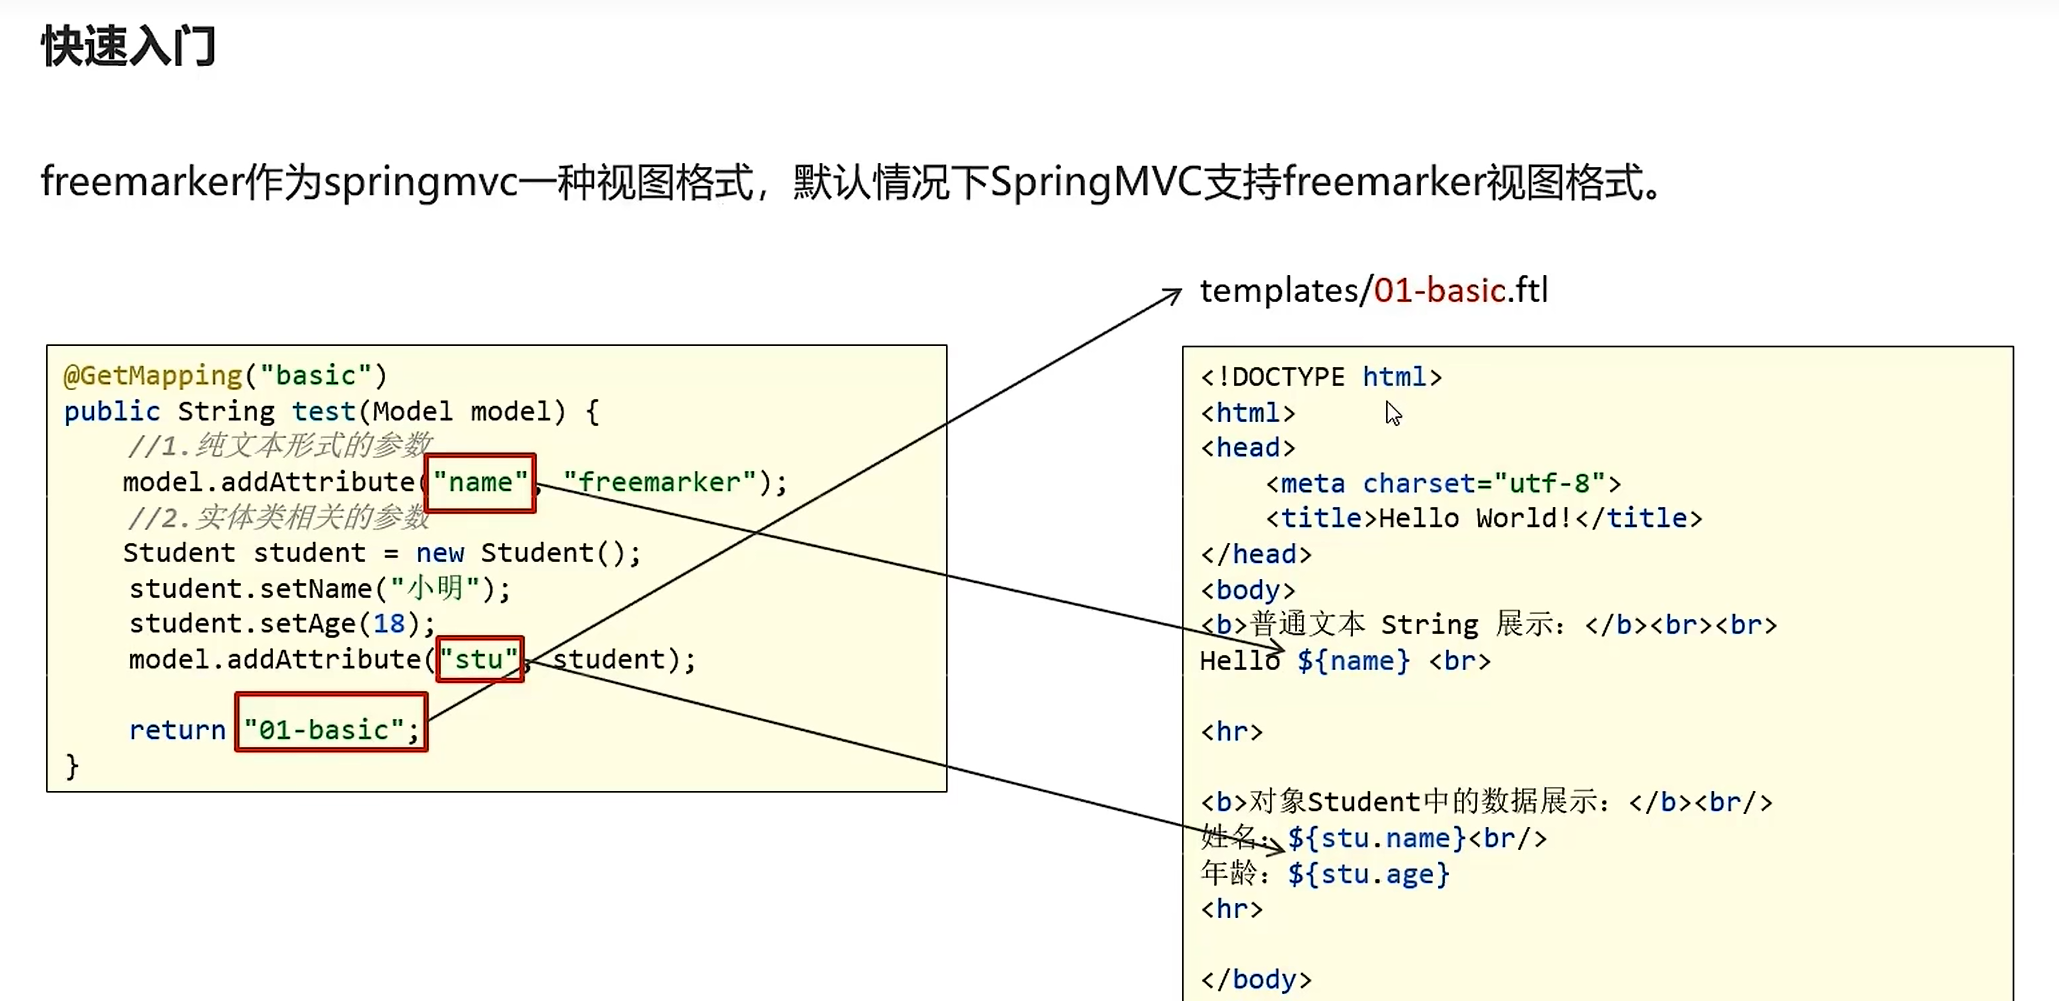 快速入门
freemarker作为springmvc一种视图格式，默认情况下SpringMVC支持freemarker视图格式。
templates/01-basic.ftl
@GetMapping("basic")
public String test(Model model) {
//1.纯文本形式的参数
model.addAttribute("name", "freemarker");
//2.实体类相关的参数
Student student = new Student();
student.setName("小明");
student.setAge(18);
model.addAttribute("stu", student);
return "01-basic";
}
<!DOCTYPE html>
<html>
<head>
<meta charset="utf-8">
<title>Hello World!</title>
</head>
<body>
<b>普通文本 String 展示：</b><br><br>
Hello ${name} <br>
<hr>
<b>对象Student中的数据展示：</b><br/>
姓名：${stu.name}<br/>
年龄：${stu.age}
<hr>
</body>